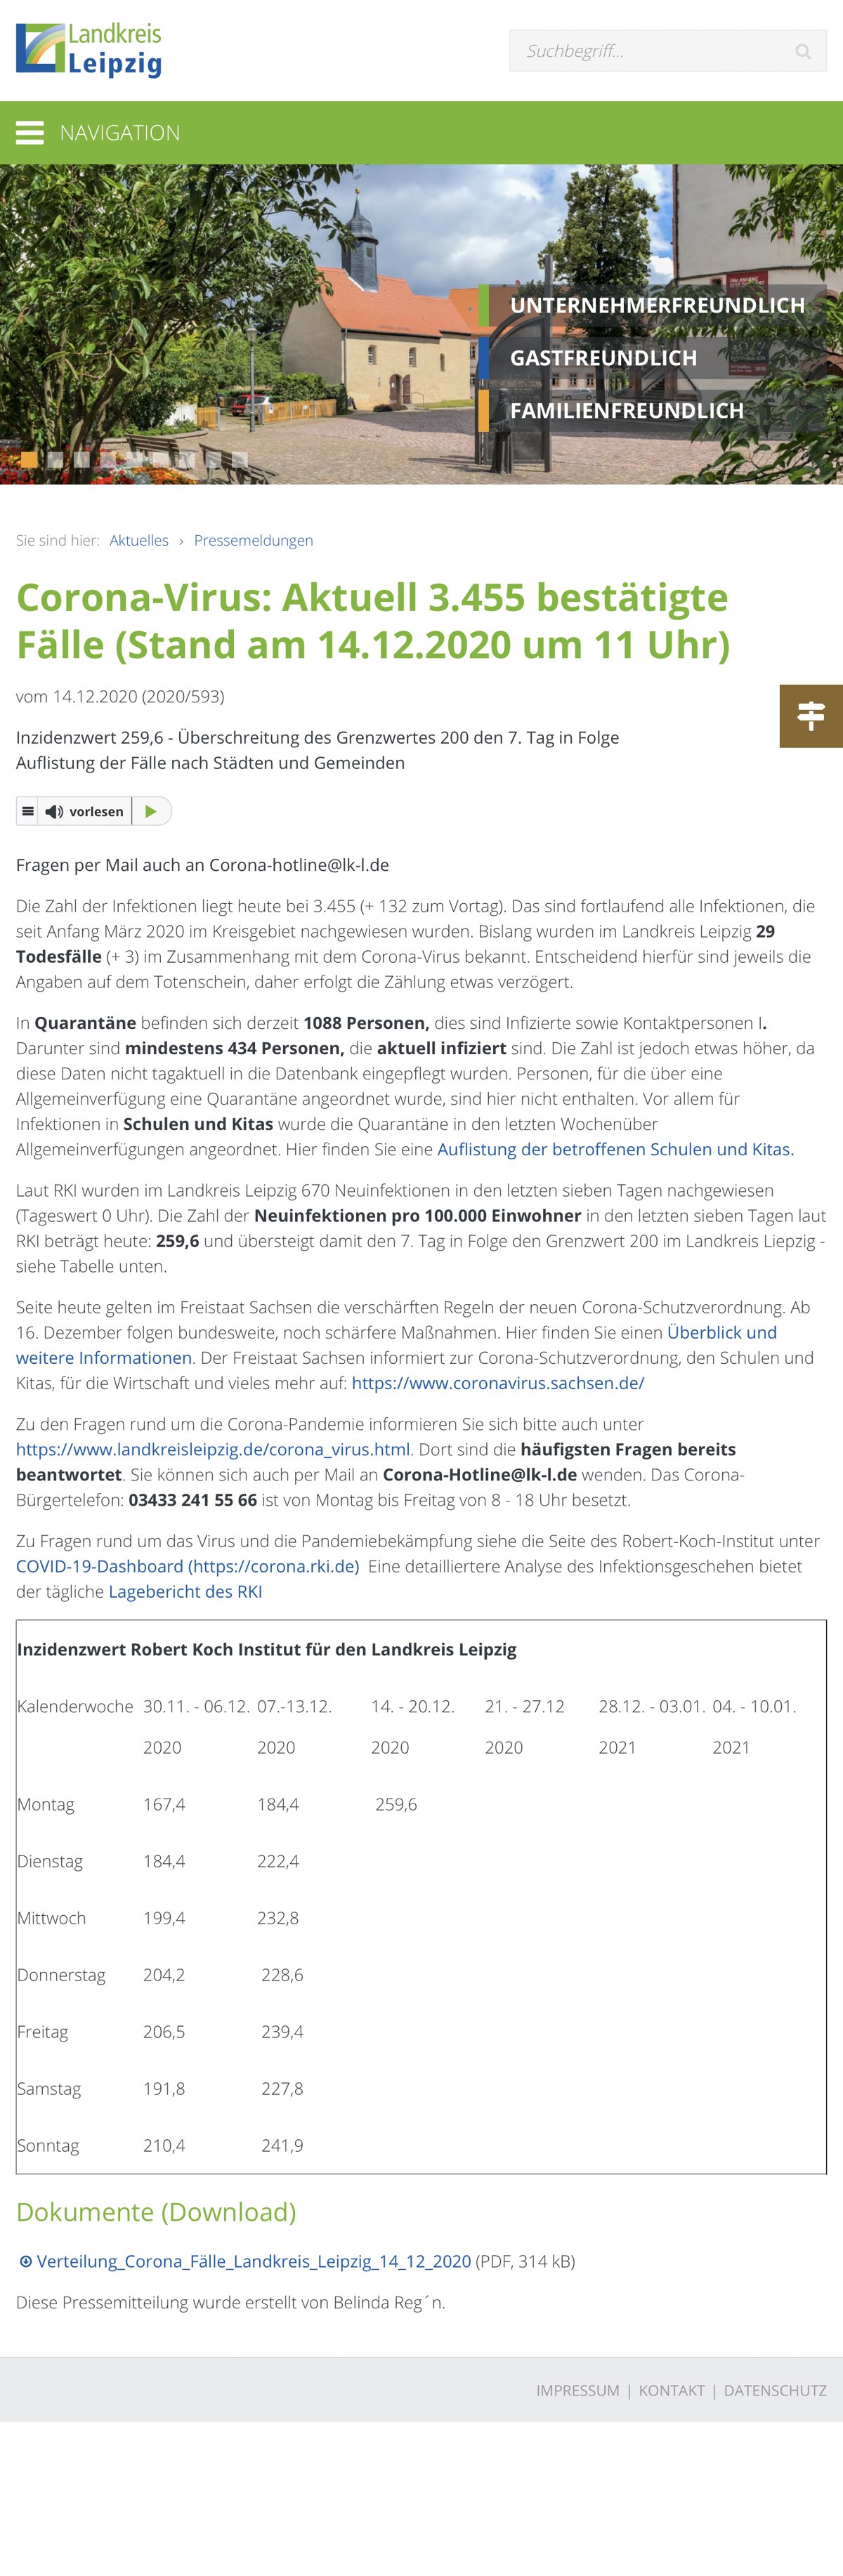 Landkreis
Leipzig
Suchbegriff...
NAVIGATION
UNTERNEHMERFREUNDLICH
GASTFREUNDLICH
FAMILIENFREUNDLICH
Sie sind hier: Aktuelles › Pressemeldungen
Corona-Virus: Aktuell 3.455 bestätigte
Fälle (Stand am 14.12.2020 um 11 Uhr)
vom 14.12.2020 (2020/593)
Inzidenzwert 259,6 - Überschreitung des Grenzwertes 200 den 7. Tag in Folge
Auflistung der Fälle nach Städten und Gemeinden
vorlesen
Fragen per Mail auch an Corona-hotline@lk-l.de
Die Zahl der Infektionen liegt heute bei 3.455 (+ 132 zum Vortag). Das sind fortlaufend alle Infektionen, die
seit Anfang März 2020 im Kreisgebiet nachgewiesen wurden. Bislang wurden im Landkreis Leipzig 29
Todesfälle (+ 3) im Zusammenhang mit dem Corona-Virus bekannt. Entscheidend hierfür sind jeweils die
Angaben auf dem Totenschein, daher erfolgt die Zählung etwas verzögert.
In Quarantäne befinden sich derzeit 1088 Personen, dies sind Infizierte sowie Kontaktpersonen I.
Darunter sind mindestens 434 Personen, die aktuell infiziert sind. Die Zahl ist jedoch etwas höher, da
diese Daten nicht tagaktuell in die Datenbank eingepflegt wurden. Personen, für die über eine
Allgemeinverfügung eine Quarantäne angeordnet wurde, sind hier nicht enthalten. Vor allem für
Infektionen in Schulen und Kitas wurde die Quarantäne in den letzten Wochenüber
Allgemeinverfügungen angeordnet. Hier finden Sie eine Auflistung der betroffenen Schulen und Kitas.
Laut RKI wurden im Landkreis Leipzig 670 Neuinfektionen in den letzten sieben Tagen nachgewiesen
(Tageswert 0 Uhr). Die Zahl der Neuinfektionen pro 100.000 Einwohner in den letzten sieben Tagen laut
RKI beträgt heute: 259,6 und übersteigt damit den 7. Tag in Folge den Grenzwert 200 im Landkreis Liepzig -
siehe Tabelle unten.
Seite heute gelten im Freistaat Sachsen die verschärften Regeln der neuen Corona-Schutzverordnung. Ab
16. Dezember folgen bundesweite, noch schärfere Maßnahmen. Hier finden Sie einen Überblick und
weitere Informationen. Der Freistaat Sachsen informiert zur Corona-Schutzverordnung, den Schulen und
Kitas, für die Wirtschaft und vieles mehr auf: https://www.coronavirus.sachsen.de/
Zu den Fragen rund um die Corona-Pandemie informieren Sie sich bitte auch unter
https://www.landkreisleipzig.de/corona_virus.html. Dort sind die häufigsten Fragen bereits
beantwortet. Sie können sich auch per Mail an Corona-Hotline@lk-l.de wenden. Das Corona-
Bürgertelefon: 03433 241 55 66 ist von Montag bis Freitag von 8 - 18 Uhr besetzt.
Zu Fragen rund um das Virus und die Pandemiebekämpfung siehe die Seite des Robert-Koch-Institut unter
COVID-19-Dashboard (https://corona.rki.de) Eine detailliertere Analyse des Infektionsgeschehen bietet
der tägliche Lagebericht des RKI
Inzidenzwert Robert Koch Institut für den Landkreis Leipzig
Kalenderwoche 30.11. - 06.12. 07.-13.12. 14. - 20.12. 21. - 27.12 28.12. - 03.01. 04. - 10.01.
2020 2020 2020 2020 2021 2021
Montag 167,4 184,4 259,6
Dienstag 184,4 222,4
Mittwoch 199,4 232,8
Donnerstag 204,2 228,6
Freitag 206,5 239,4
Samstag 191,8 227,8
Sonntag 210,4 241,9
Dokumente (Download)
Verteilung_Corona_Fälle_Landkreis_Leipzig_14_12_2020 (PDF, 314 kB)
Diese Pressemitteilung wurde erstellt von Belinda Reg´n.
IMPRESSUM | KONTAKT | DATENSCHUTZ